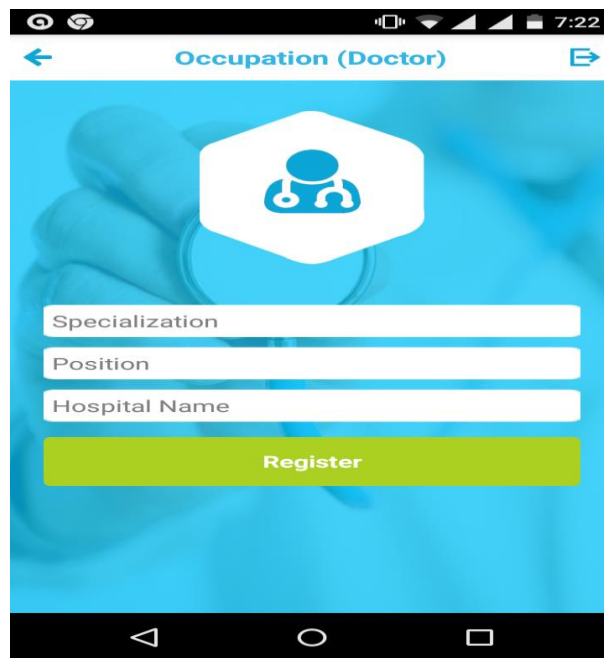 7:22
Occupation (Doctor)
Specialization
Position
Hospital Name
Register